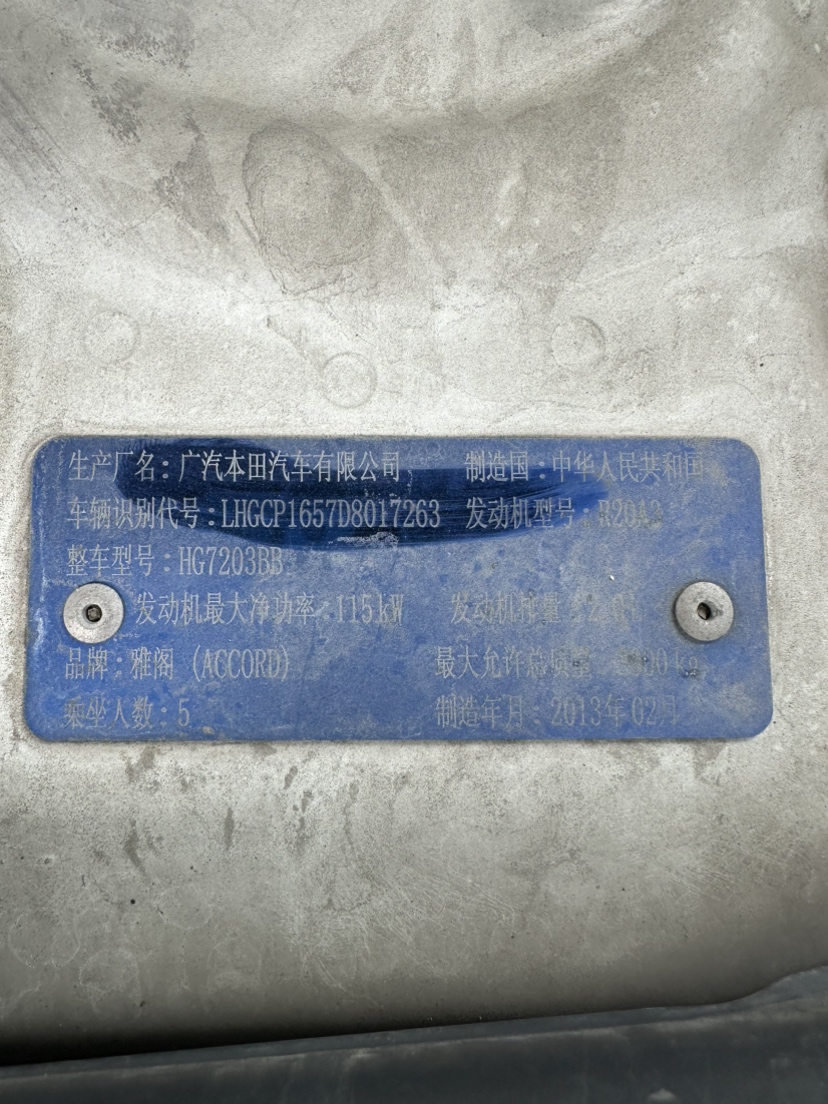 生产厂名：广汽本田汽车有限公司 制造国：中华人民共和国
车辆识别代号：LHGCP1657D8017263 发动机型号：R20A3
整车型号：HG7203BB
发动机最大净功率：115kW 发动机排量：
品牌：雅阁 (ACCORD) 最大允许总质量：
乘坐人数：5 制造年月：2013年02月